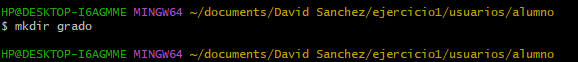 HP@DESKTOP-I6AGMME MINGW64 ~/documents/David Sanchez/ejercicio1/usuarios/alumno
$ mkdir grado
HP@DESKTOP-I6AGMME MINGW64 ~/documents/David Sanchez/ejercicio1/usuarios/alumno